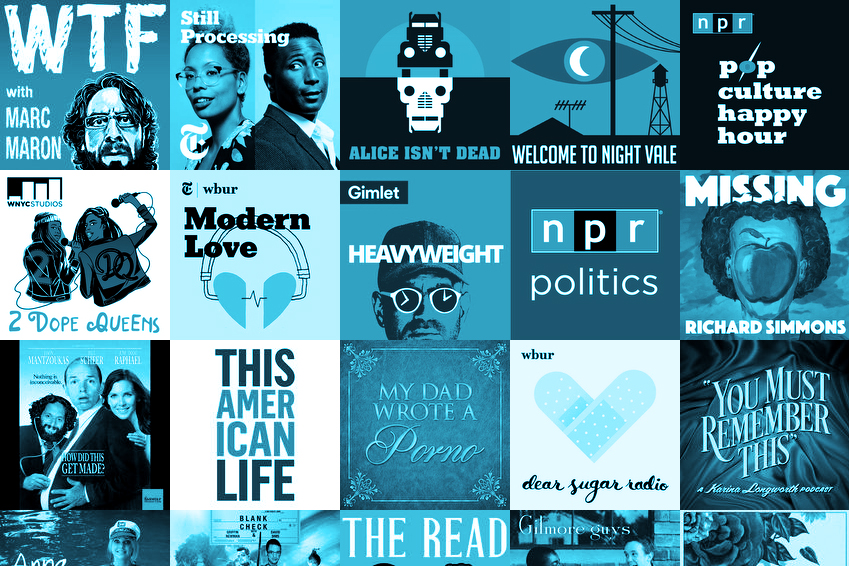 WTF
with
MARC
MARON
Still
Processing
T
ALICE ISN'T DEAD
WELCOME TO NIGHT VALE
npr
pop
culture
happy
hour
WNYCSTUDIOS
2 DOPE QUEENS
T wbur
Modern
Love
Gimlet
HEAVYWEIGHT
npr
politics
MISSING
RICHARD SIMMONS
MANTZOUKAS SCHEER RAPHAEL
Nothing is
inconceivable.
HOW DID THIS
GET MADE?
THIS
AMER
ICAN
LIFE
MY DAD
WROTE A
Porno
wbur
dear sugar radio
"YOU MUST
REMEMBER
THIS"
A Karina Longworth PODCAST
Anna
BLANK
CHECK
THE READ
Gilmore guys